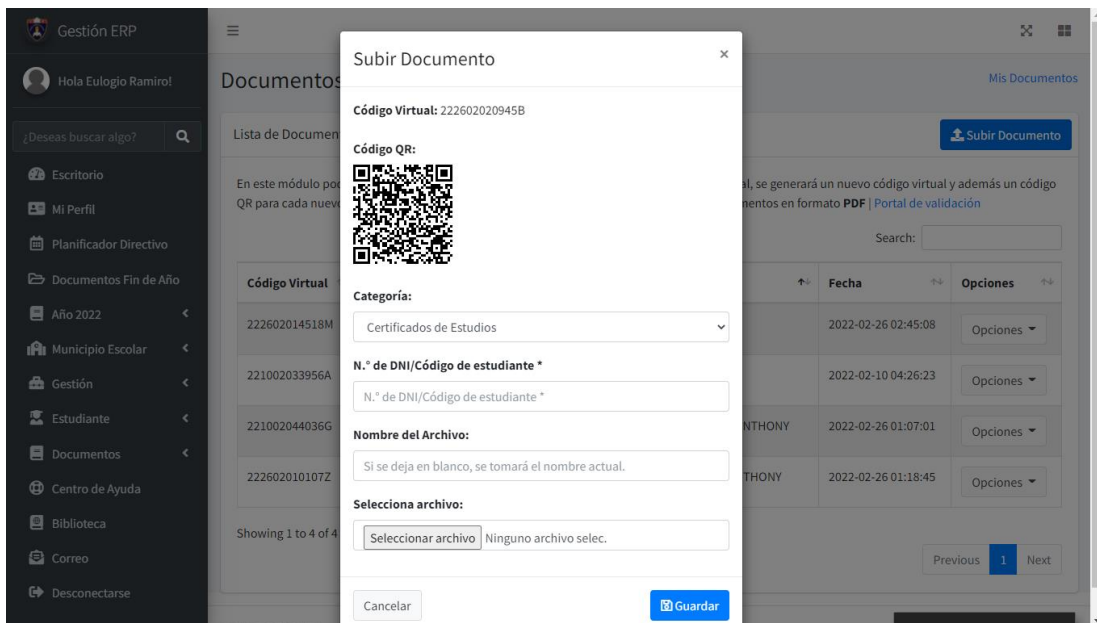 Gestión ERP
Hola Eulogio Ramiro!
¿Deseas buscar algo?
Escritorio
Mi Perfil
Planificador Directivo
Documentos Fin de Año
Año 2022
Municipio Escolar
Gestión
Estudiante
Documentos
Centro de Ayuda
Biblioteca
Correo
Desconectarse
Documentos
Mis Documentos
Lista de Documen
Subir Documento
En este módulo po
al, se generará un nuevo código virtual y además un código
QR para cada nuev
mentos en formato PDF | Portal de validación
Search:
Código Virtual
Fecha
Opciones
222602014518M
2022-02-26 02:45:08
Opciones
221002033956A
2022-02-10 04:26:23
Opciones
221002044036G
NTHONY
2022-02-26 01:07:01
Opciones
222602010107Z
THONY
2022-02-26 01:18:45
Opciones
Showing 1 to 4 of 4
Previous 1 Next
Subir Documento
×
Código Virtual: 222602020945B
Código QR:
Categoría:
Certificados de Estudios
N.° de DNI/Código de estudiante *
N.° de DNI/Código de estudiante *
Nombre del Archivo:
Si se deja en blanco, se tomará el nombre actual.
Selecciona archivo:
Seleccionar archivo Ninguno archivo selec.
Cancelar
Guardar